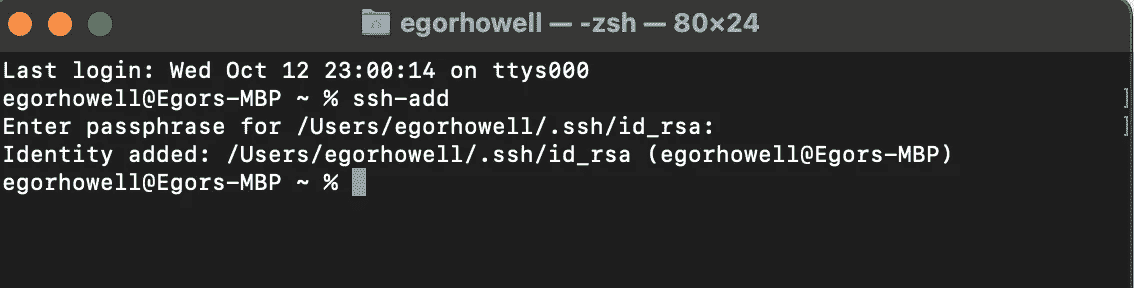 egorhowell — -zsh — 80×24
Last login: Wed Oct 12 23:00:14 on ttys000
egorhowell@Egors-MBP ~ % ssh-add
Enter passphrase for /Users/egorhowell/.ssh/id_rsa:
Identity added: /Users/egorhowell/.ssh/id_rsa (egorhowell@Egors-MBP)
egorhowell@Egors-MBP ~ %